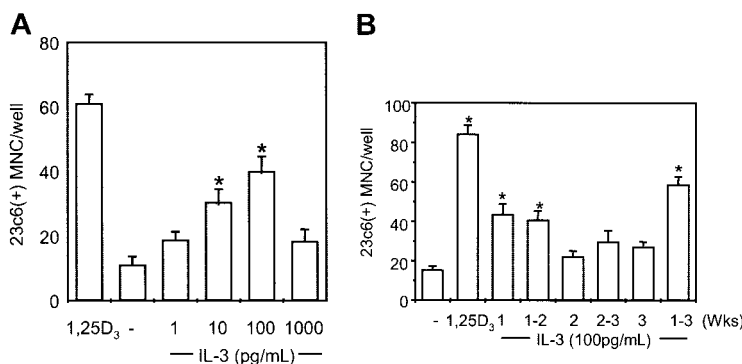 A
23c6(+) MNC/well
80
60
40
20
0
*
*
1,25D3 - 1 10 100 1000
IL-3 (pg/mL)
B
23c6(+) MNC/well
100
80
60
40
20
0
*
*
*
*
- 1,25D3 1 1-2 2 2-3 3 1-3 (Wks)
IL-3 (100pg/mL)